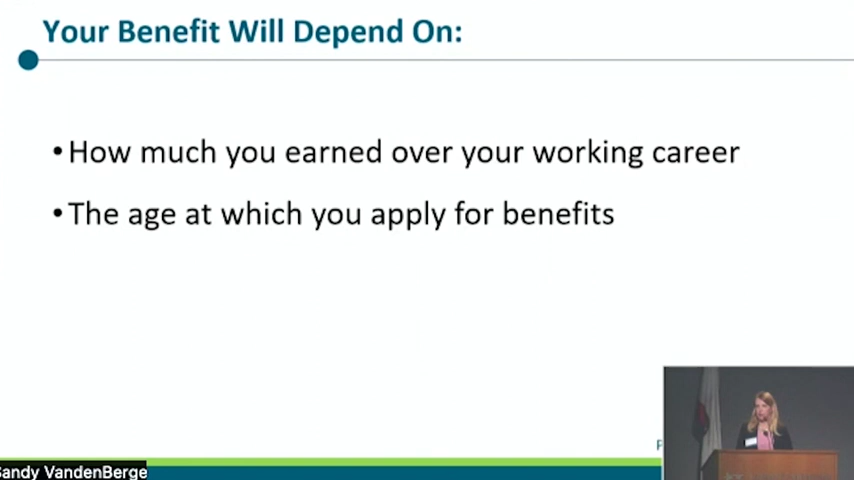 Your Benefit Will Depend On:
•How much you earned over your working career
•The age at which you apply for benefits
P
Sandy VandenBerge